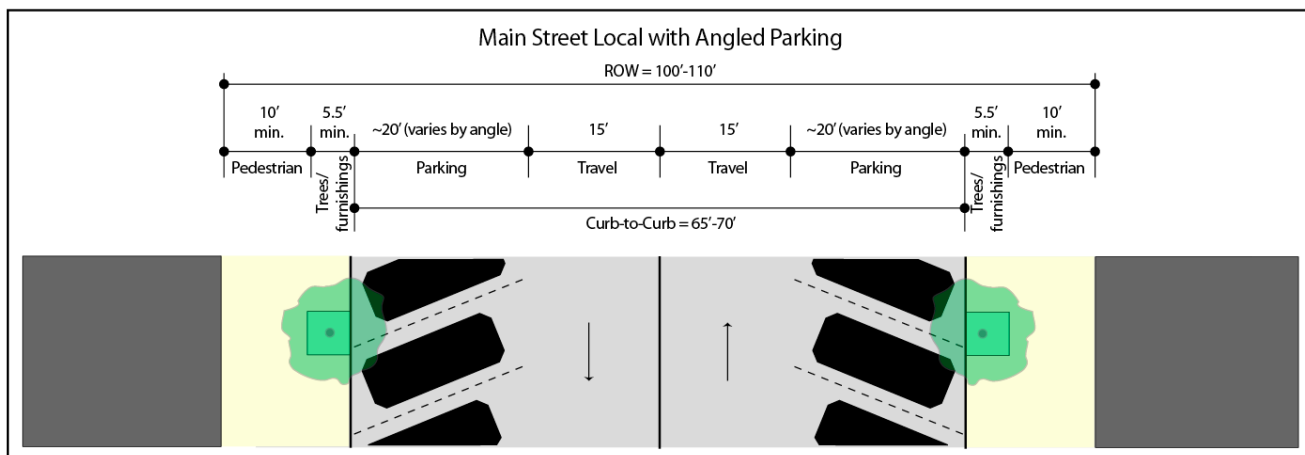 Main Street Local with Angled Parking
ROW = 100’-110’
10’ min.
5.5’ min.
~20’ (varies by angle)
15’
15’
~20’ (varies by angle)
5.5’ min.
10’ min.
Pedestrian
Trees/ furnishings
Parking
Travel
Travel
Parking
Trees/ furnishings
Pedestrian
Curb-to-Curb = 65’-70’